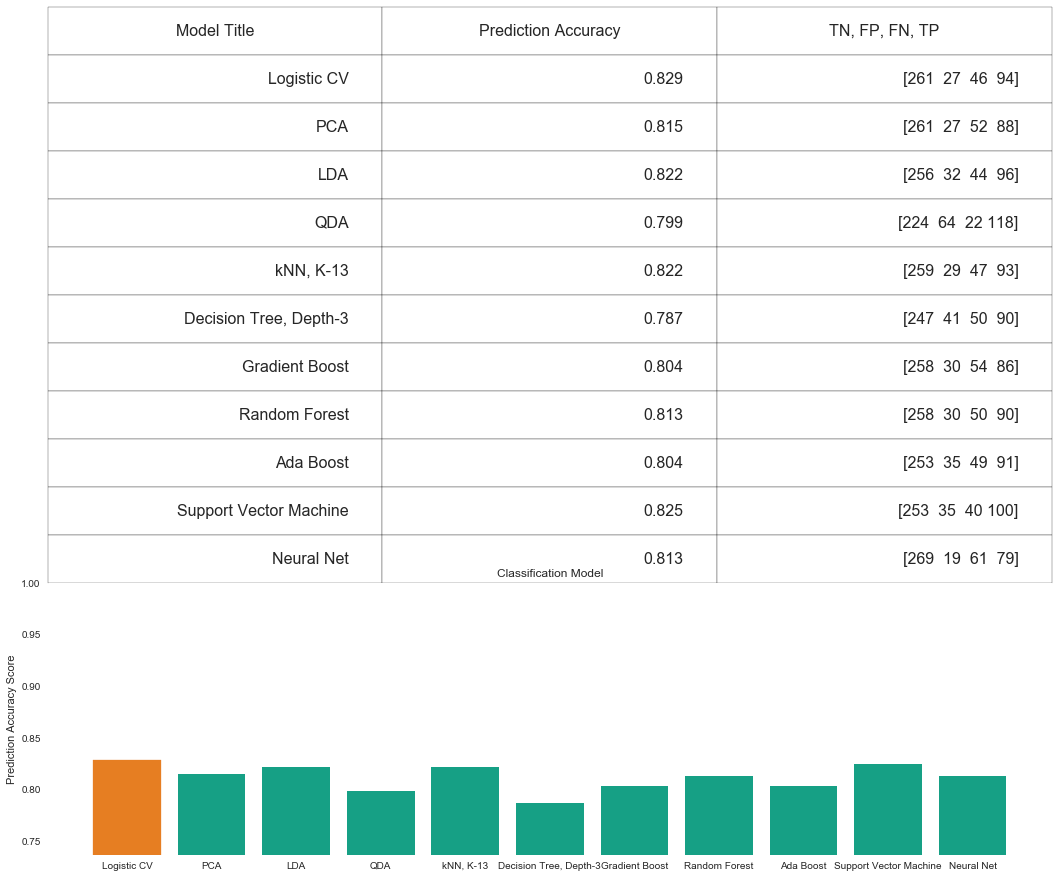 Model Title Prediction Accuracy TN, FP, FN, TP
Logistic CV 0.829 [261 27 46 94]
PCA 0.815 [261 27 52 88]
LDA 0.822 [256 32 44 96]
QDA 0.799 [224 64 22 118]
kNN, K-13 0.822 [259 29 47 93]
Decision Tree, Depth-3 0.787 [247 41 50 90]
Gradient Boost 0.804 [258 30 54 86]
Random Forest 0.813 [258 30 50 90]
Ada Boost 0.804 [253 35 49 91]
Support Vector Machine 0.825 [253 35 40 100]
Neural Net 0.813 [269 19 61 79]
Classification Model
1.00
0.95
0.90
0.85
0.80
0.75
Prediction Accuracy Score
Logistic CV PCA LDA QDA kNN, K-13 Decision Tree, Depth-3 Gradient Boost Random Forest Ada Boost Support Vector Machine Neural Net